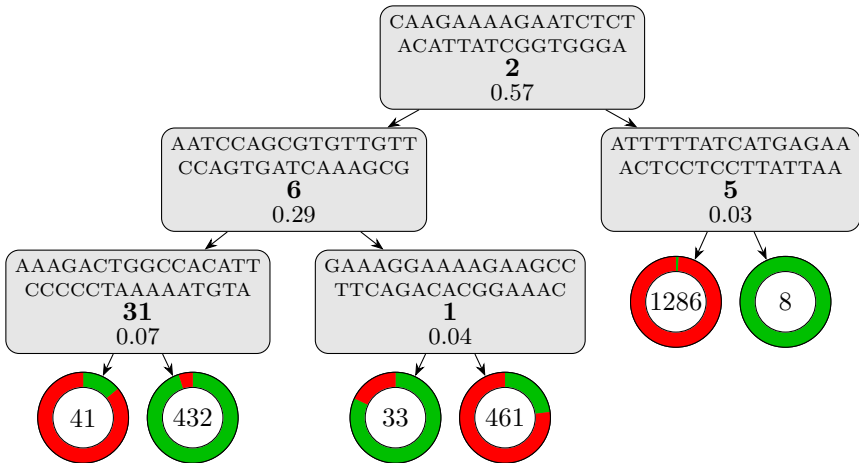 CAAGAAAAGAATCTCT
ACATTATCGGTGGGA
2
0.57
AATCCAGCGTGTTGTT
CCAGTGATCAAAGCG
6
0.29
ATTTTTATCATGAGAA
ACTCCTCCTTATTAA
5
0.03
AAAGACTGGCCACATT
CCCCCTAAAAATGTA
31
0.07
GAAAGGAAAAGAAGCC
TTCAGACACGGAAAC
1
0.04
1286
8
41
432
33
461